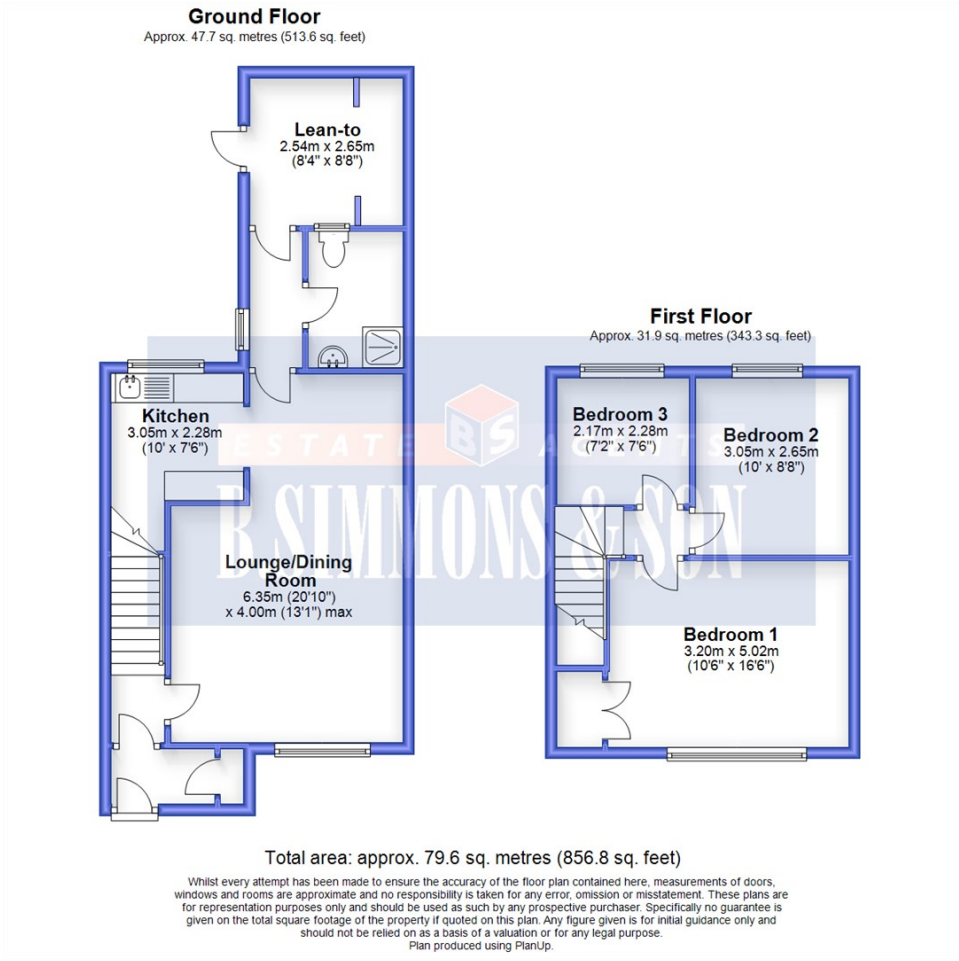 Ground Floor
Approx. 47.7 sq. metres (513.6 sq. feet)
Lean-to
2.54m x 2.65m
(8'4" x 8'8")
First Floor
Approx. 31.9 sq. metres (343.3 sq. feet)
Kitchen
3.05m x 2.28m
(10' x 7'6")
Bedroom 3
2.17m x 2.28m
(7'2" x 7'6")
Bedroom 2
3.05m x 2.65m
(10' x 8'8")
ESTATE BS AGENTS
B S SIMMONS & SON
Lounge/Dining
Room
6.35m (20'10")
x 4.00m (13'1") max
Bedroom 1
3.20m x 5.02m
(10'6" x 16'6")
Total area: approx. 79.6 sq. metres (856.8 sq. feet)
Whilst every attempt has been made to ensure the accuracy of the floor plan contained here, measurements of doors,
windows and rooms are approximate and no responsibility is taken for any error, omission or misstatement. These plans are
for representation purposes only and should be used as such by any prospective purchaser. Specifically no guarantee is
given on the total square footage of the property if quoted on this plan. Any figure given is for initial guidance only and
should not be relied on as a basis of a valuation or for any legal purpose.
Plan produced using PlanUp.